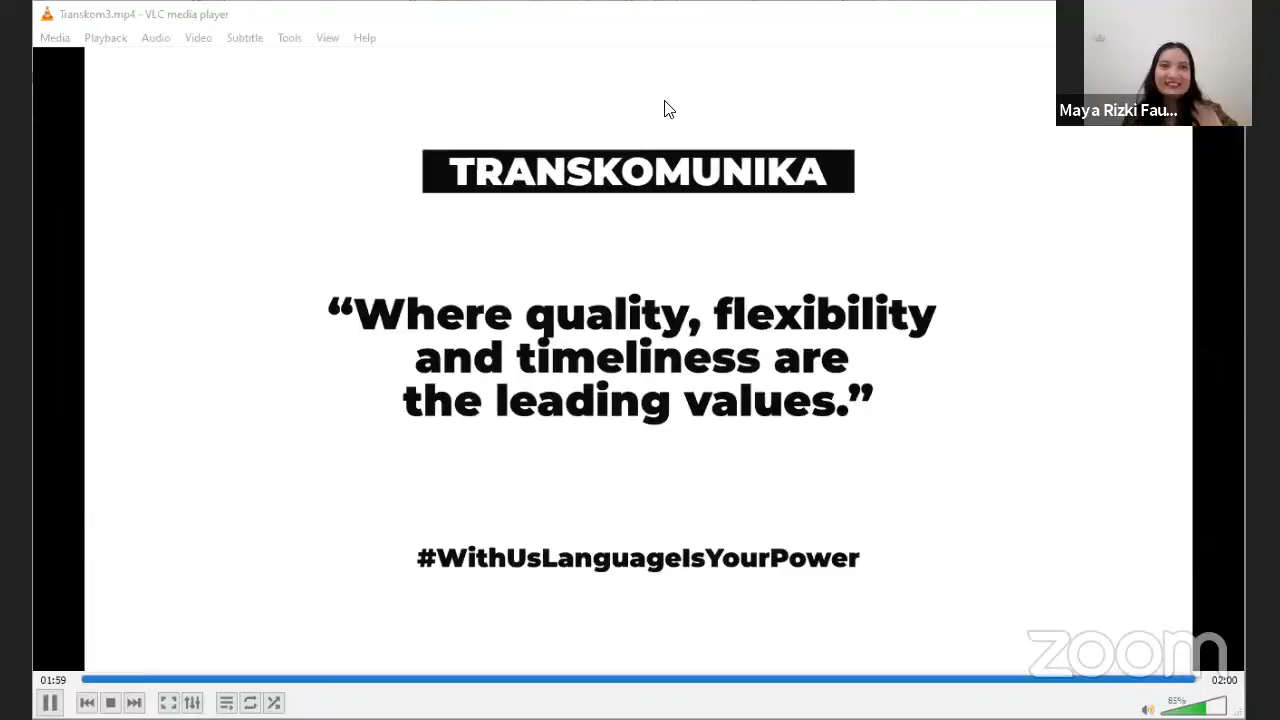 Transkom3.mp4 - VLC media player
Media Playback Audio Video Subtitle Tools View Help
Maya Rizki Fau...
TRANSKOMUNIKA
“Where quality, flexibility
and timeliness are
the leading values.”
#WithUsLanguageIsYourPower
zoom
01:59
02:00
85%